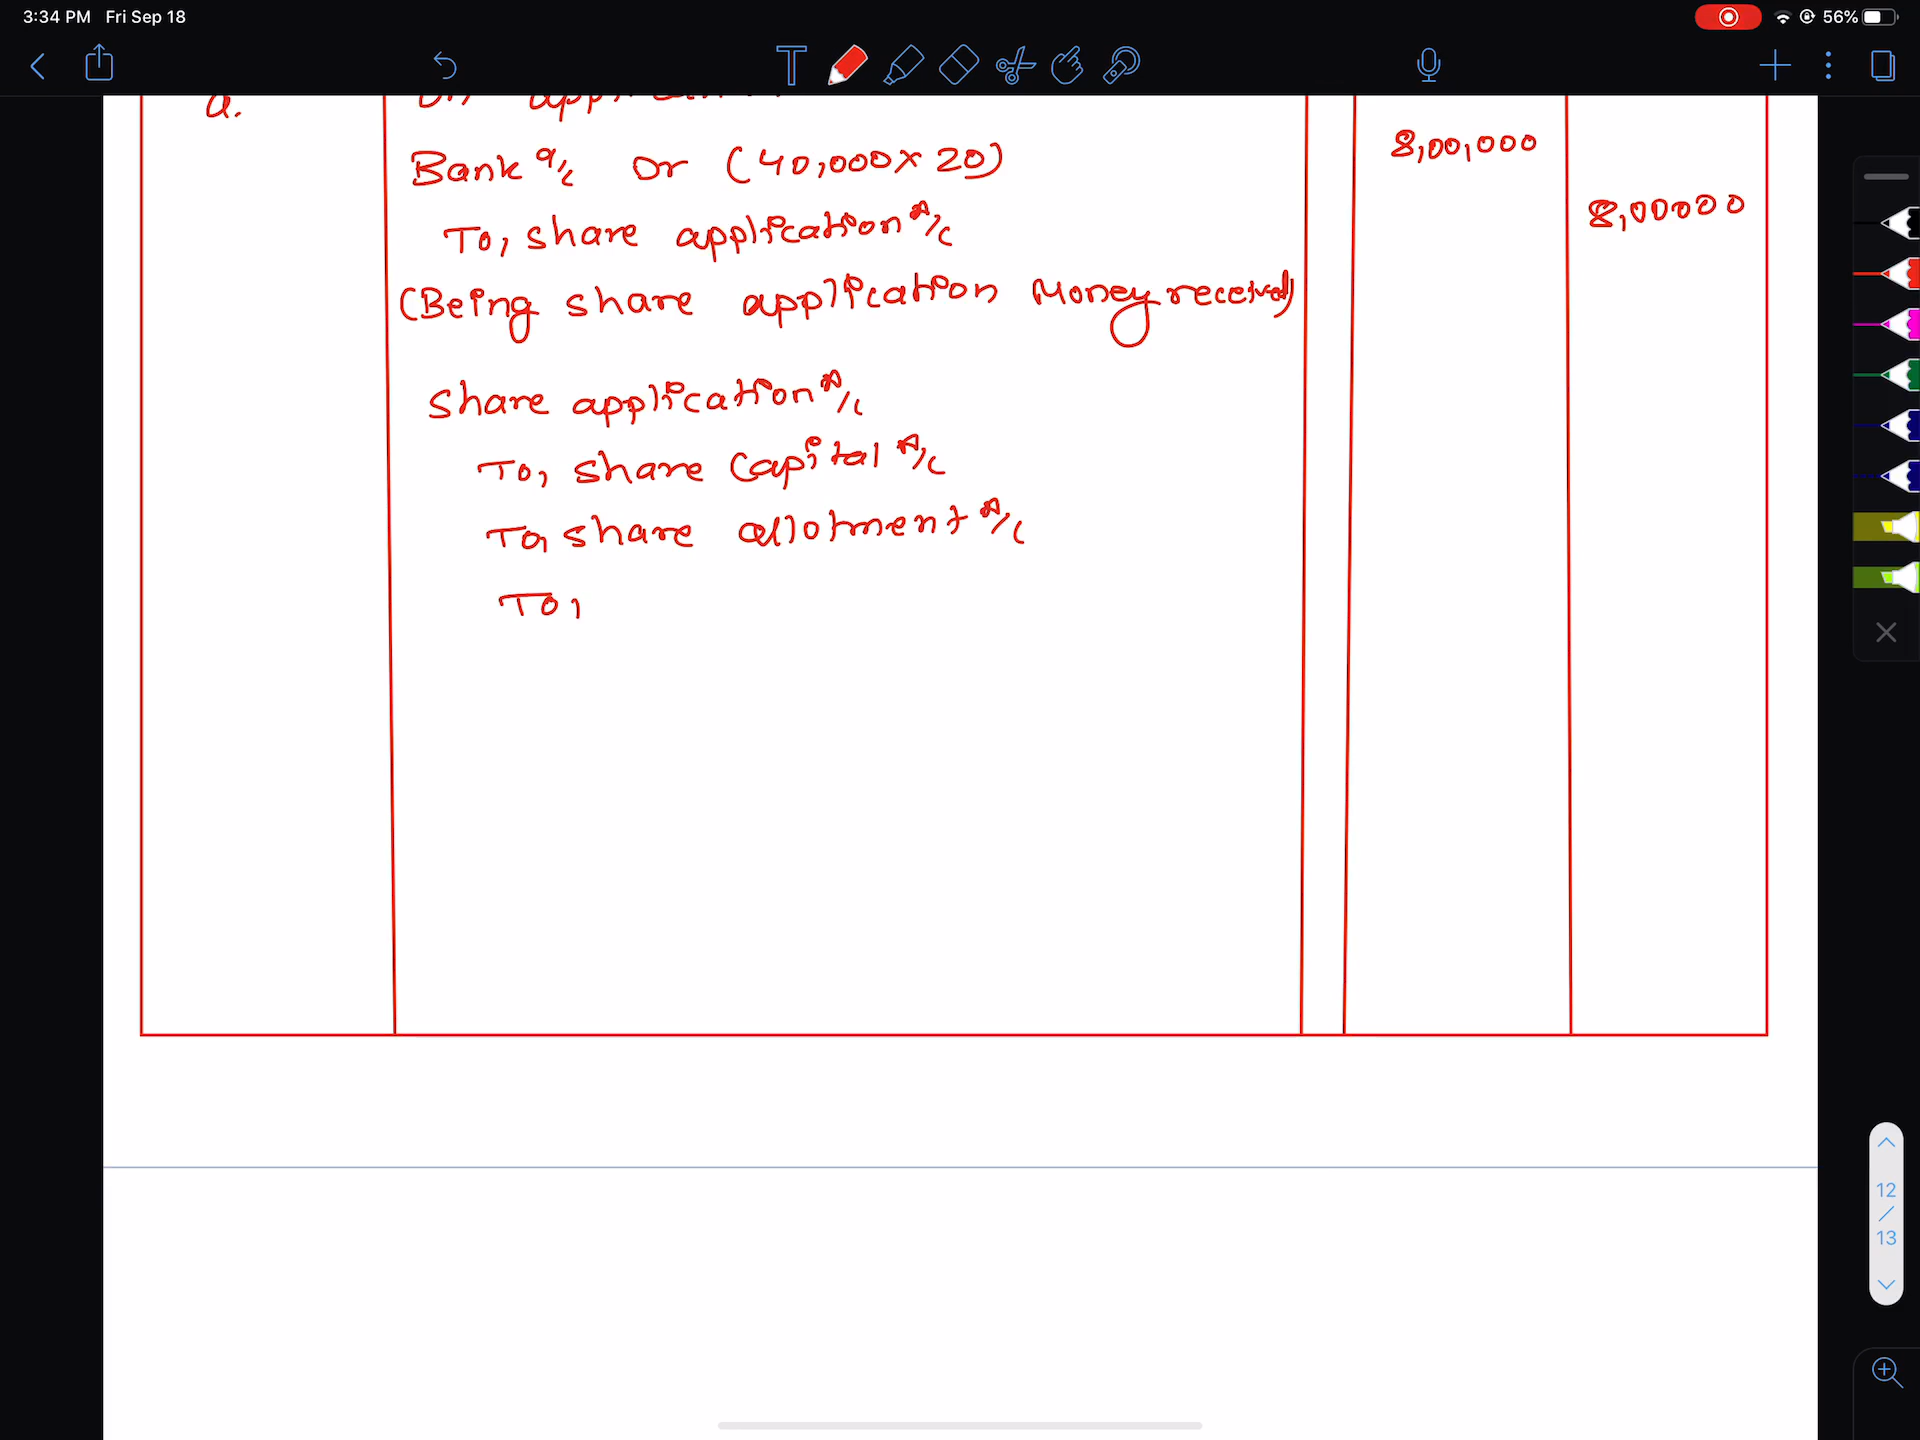 3:34 PM Fri Sep 18
56%
a.
Bank a/c Dr (40,000 x 20)
8,00,000
To, share application A/c
8,00000
(Being share application Money received)
Share application A/c
To, share Capital A/c
To, share allotment A/c
To,
12
/
13